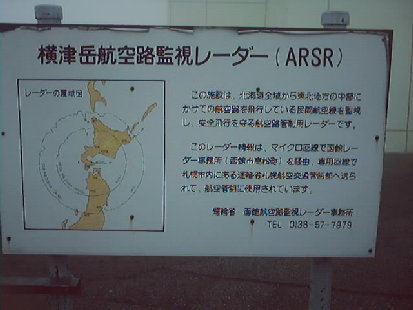 横津岳航空路監視レーダー(ARSR)
レーダーの覆域図
この施設は、北海道全域から東北地方の中部に
かけての航空路を飛行している民間航空機を監視
し、安全飛行を守る航空路管制用レーダーです。
このレーダー情報は、マイクロ回線で函館レー
ダー事務所(函館市赤坂町)を経由、専用回線で
札幌市内にある運輸省札幌航空交通管制部へ送ら
れて、航空管制に使用されています。
運輸省 函館航空路監視レーダー事務所
TEL 0138-57-7979